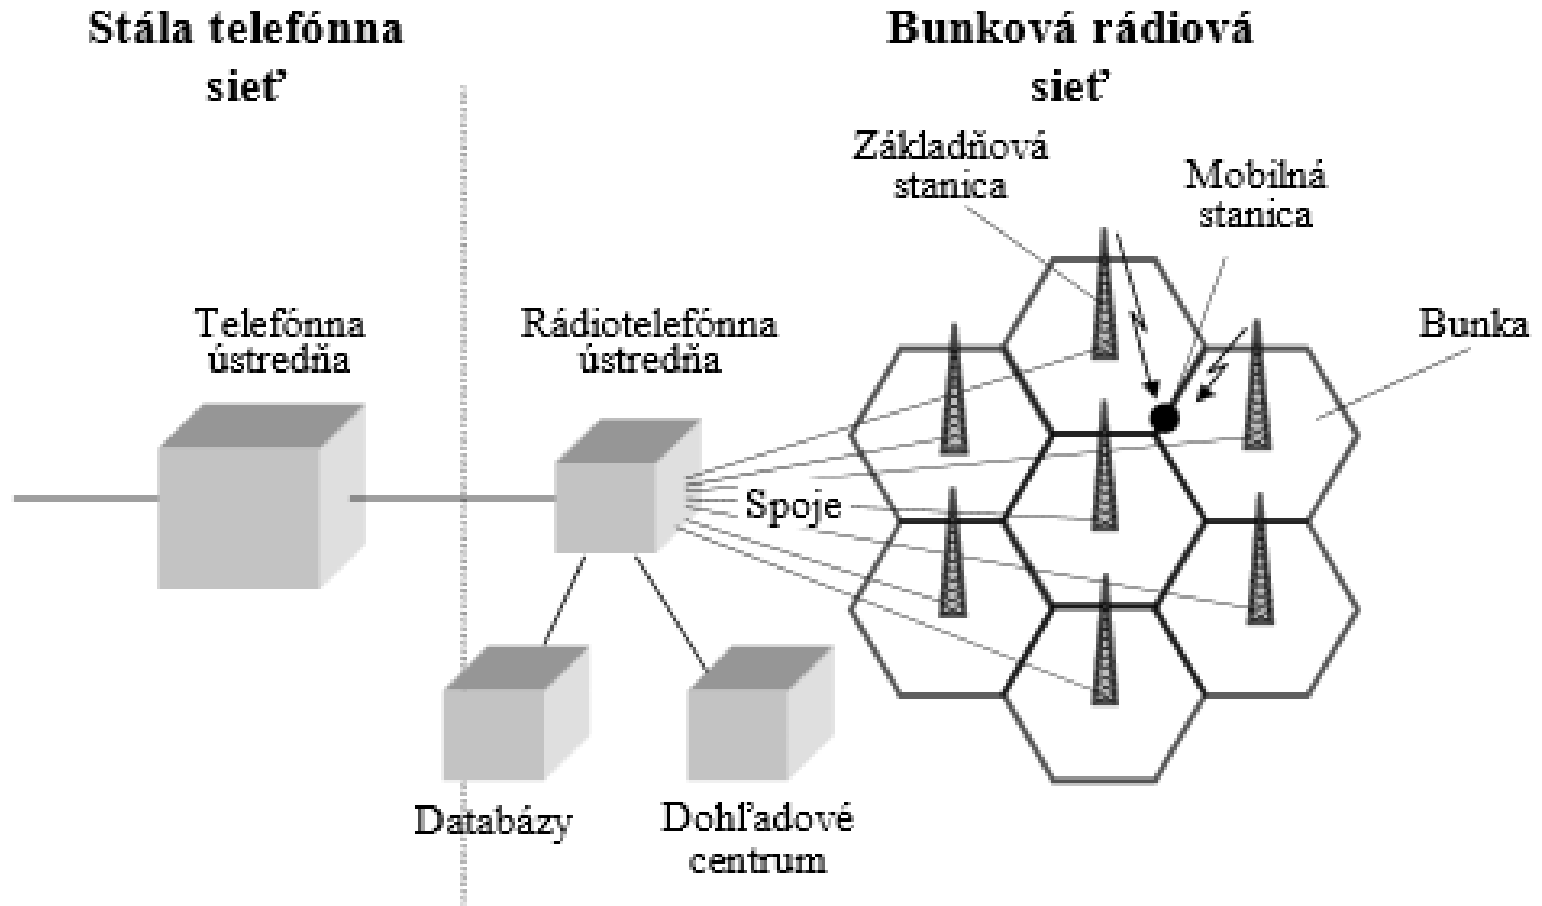 Stála telefónna
sieť
Bunková rádiová
sieť
Základňová
stanica
Mobilná
stanica
Telefónna
ústredňa
Rádiotelefónna
ústredňa
Bunka
Spoje
Databázy
Dohľadové
centrum